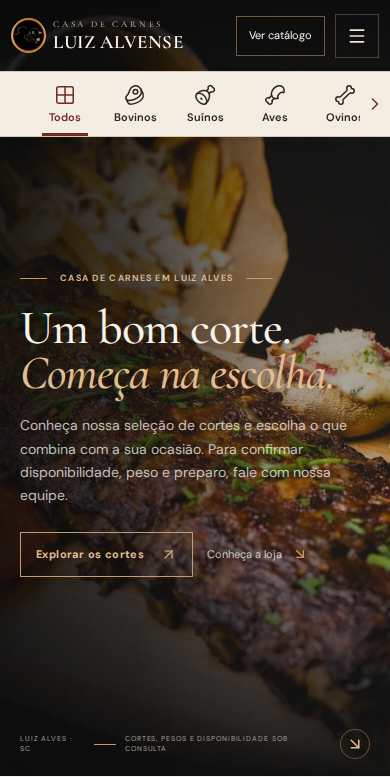 CASA DE CARNES
LUIZ ALVENSE
Ver catálogo
Todos
Bovinos
Suínos
Aves
Ovinos
CASA DE CARNES EM LUIZ ALVES
Um bom corte.
Começa na escolha.
Conheça nossa seleção de cortes e escolha o que
combina com a sua ocasião. Para confirmar
disponibilidade, peso e preparo, fale com nossa
equipe.
Explorar os cortes
Conheça a loja
LUIZ ALVES ·
SC
CORTES, PESOS E DISPONIBILIDADE SOB
CONSULTA